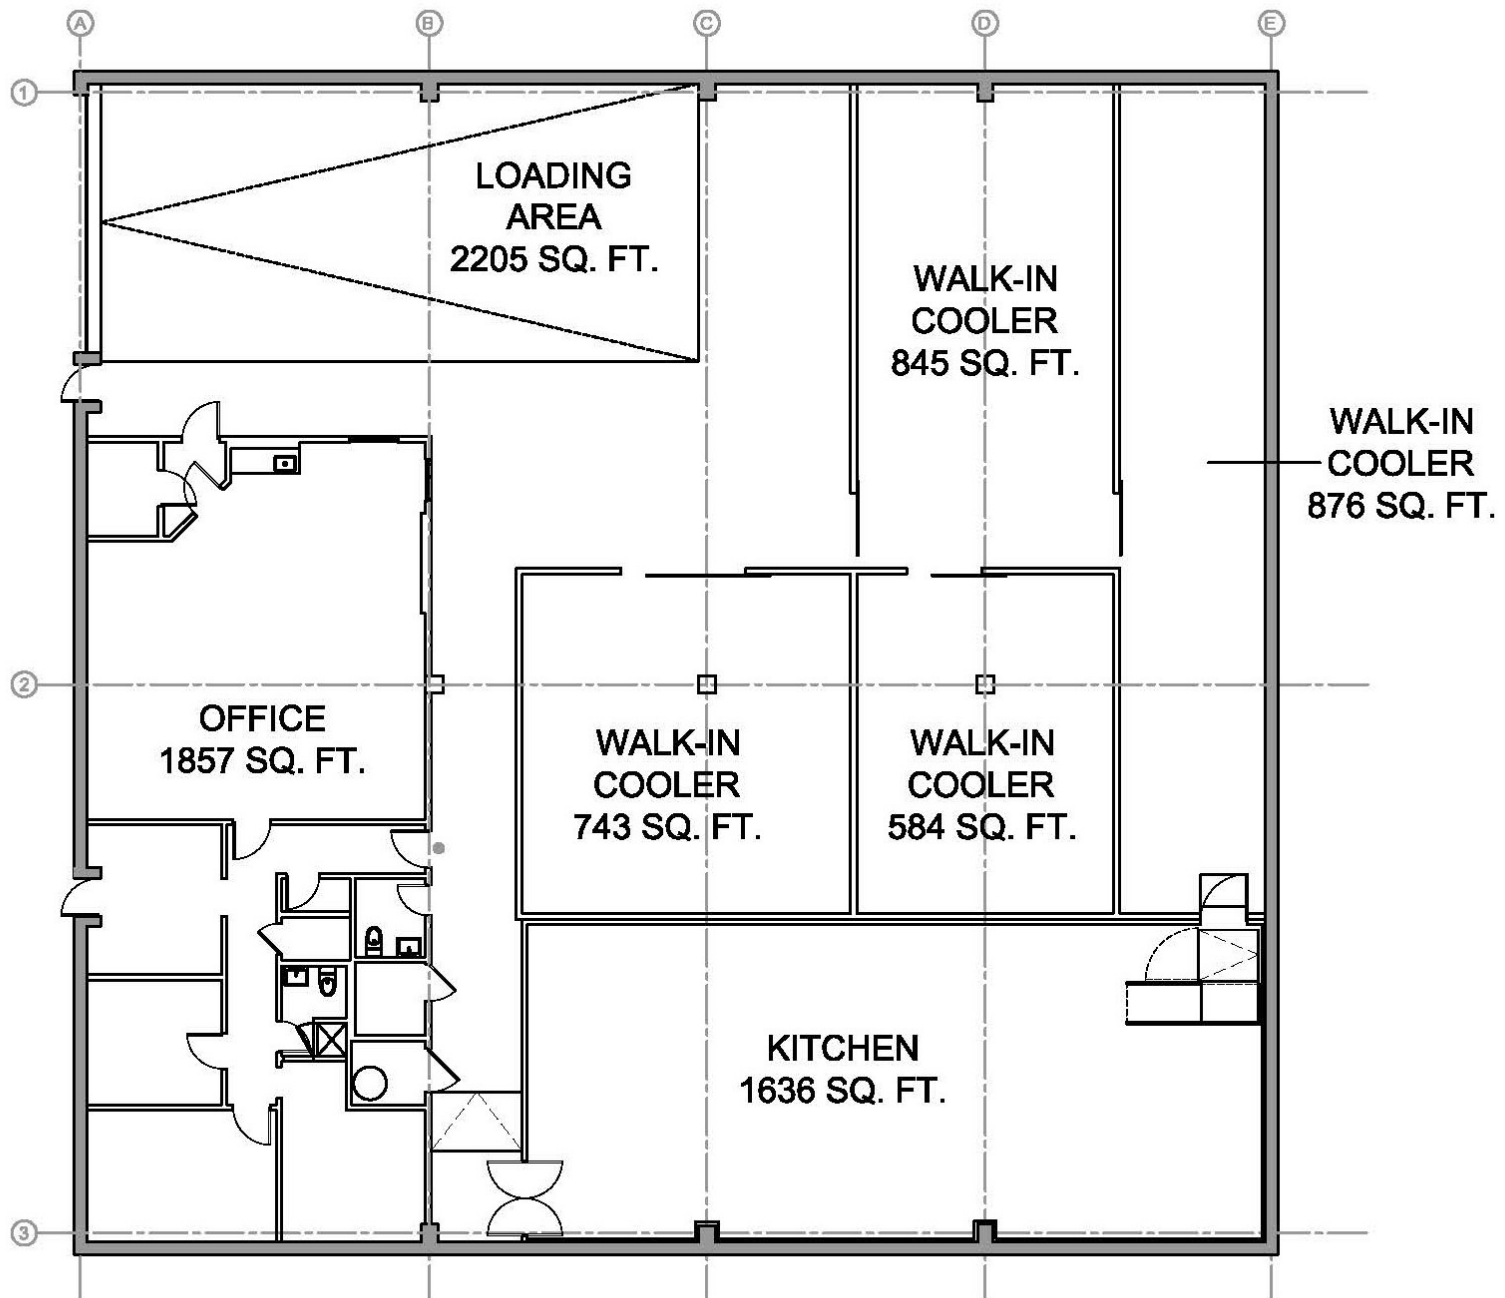 A B C D E
1
LOADING
AREA
2205 SQ. FT.
WALK-IN
COOLER
845 SQ. FT.
WALK-IN
COOLER
876 SQ. FT.
2
OFFICE
1857 SQ. FT.
WALK-IN
COOLER
743 SQ. FT.
WALK-IN
COOLER
584 SQ. FT.
KITCHEN
1636 SQ. FT.
3